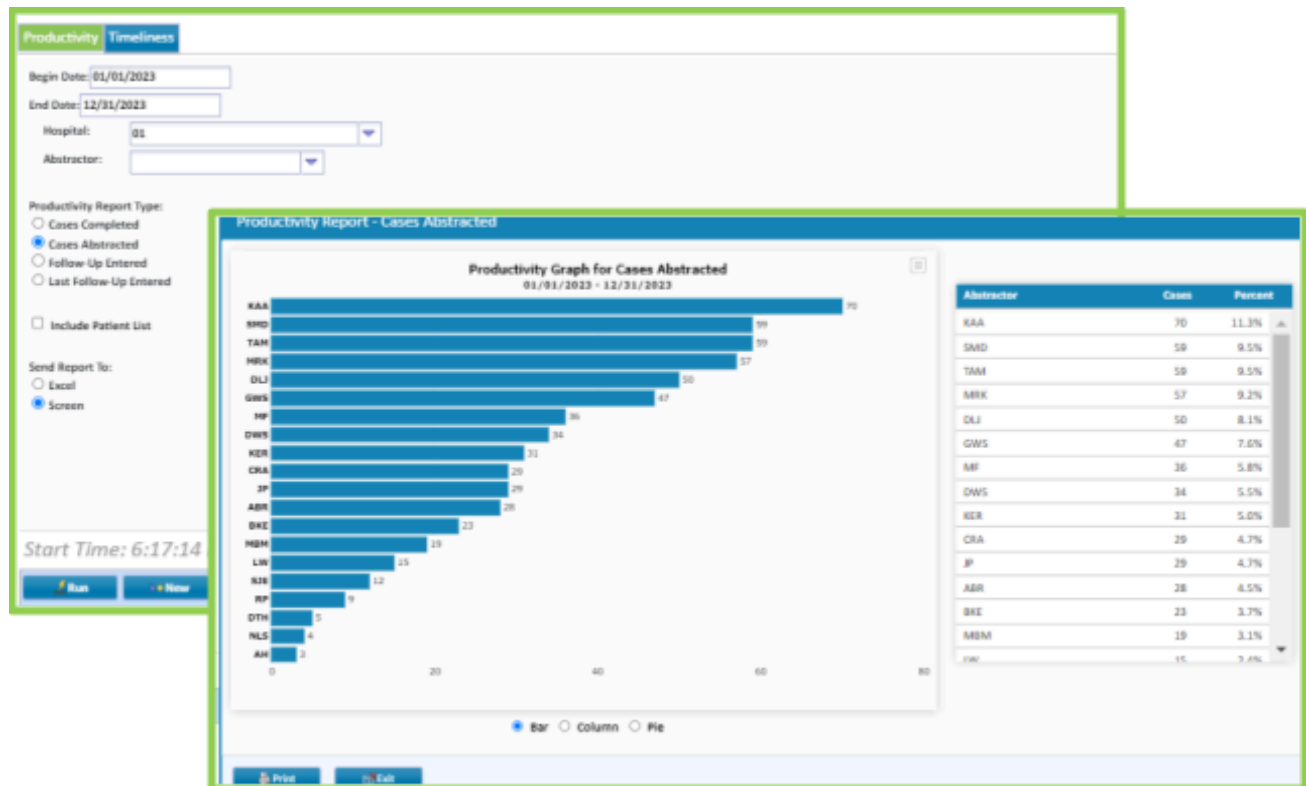 Productivity Timeliness
Begin Date: 01/01/2023
End Date: 12/31/2023
Hospital: 01
Abstractor:
Productivity Report Type:
Cases Completed
Cases Abstracted
Follow-Up Entered
Last Follow-Up Entered
Include Patient List
Send Report To:
Excel
Screen
Start Time: 6:17:14
Run New
Productivity Report - Cases Abstracted
Productivity Graph for Cases Abstracted
01/01/2023 - 12/31/2023
KAA 70
SMD 59
TAM 59
MRK 57
DLJ 50
GWS 47
MF 36
DWS 34
KER 31
CRA 29
JP 29
ABR 28
BKE 23
MBM 19
LW 15
SJE 12
RP 9
DTH 5
NLS 4
AH 3
0 20 40 60 80
Bar Column Pie
Print Exit
Abstractor Cases Percent
KAA 70 11.3%
SMD 59 9.5%
TAM 59 9.5%
MRK 57 9.2%
DLJ 50 8.1%
GWS 47 7.6%
MF 36 5.8%
DWS 34 5.5%
KER 31 5.0%
CRA 29 4.7%
JP 29 4.7%
ABR 28 4.5%
BKE 23 3.7%
MBM 19 3.1%
LW 15 2.4%